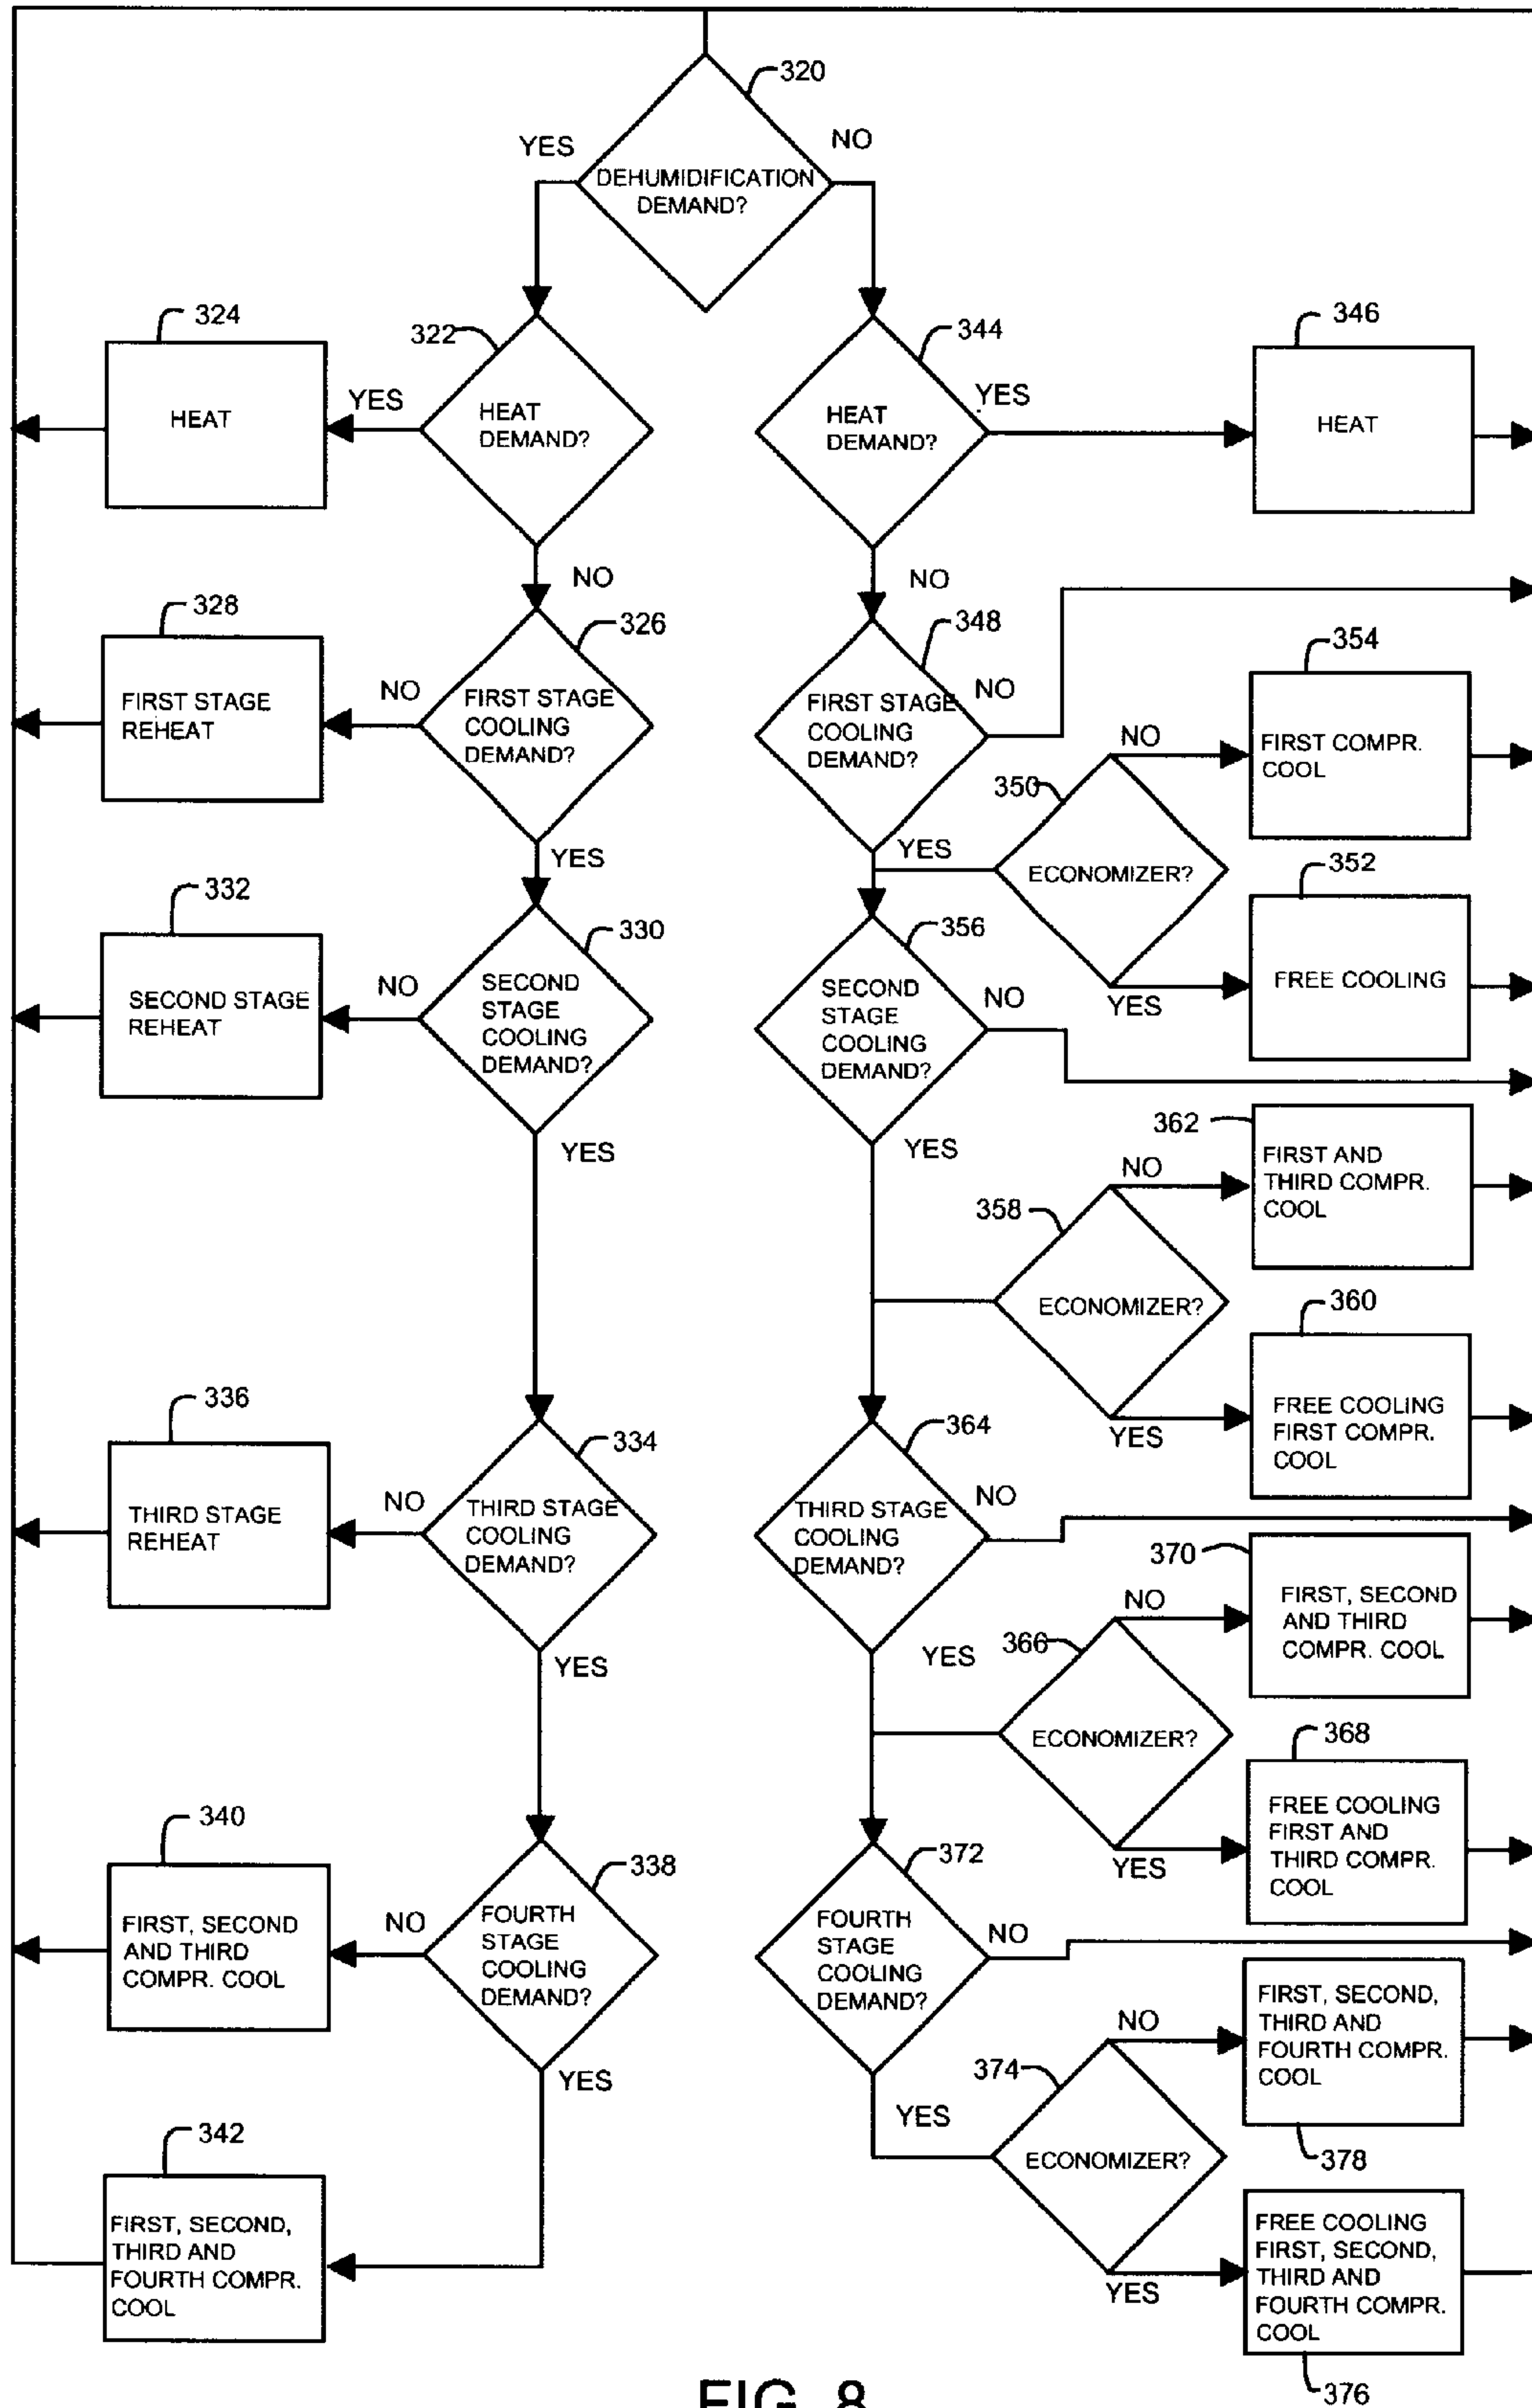 320
YES
NO
DEHUMIDIFICATION
DEMAND?
324
322
344
346
HEAT
YES
HEAT
DEMAND?
HEAT
DEMAND?
YES
HEAT
NO
NO
328
326
348
354
FIRST STAGE
REHEAT
NO
FIRST STAGE
COOLING
DEMAND?
FIRST STAGE
COOLING
DEMAND?
NO
NO
FIRST COMPR.
COOL
350
YES
YES
ECONOMIZER?
352
332
330
356
SECOND STAGE
REHEAT
NO
SECOND
STAGE
COOLING
DEMAND?
SECOND
STAGE
COOLING
DEMAND?
NO
YES
FREE COOLING
YES
YES
362
NO
FIRST AND
THIRD COMPR.
COOL
358
ECONOMIZER?
360
YES
FREE COOLING
FIRST COMPR.
COOL
336
334
364
THIRD STAGE
REHEAT
NO
THIRD STAGE
COOLING
DEMAND?
THIRD STAGE
COOLING
DEMAND?
NO
370
NO
FIRST, SECOND
AND THIRD
COMPR. COOL
YES
YES
366
ECONOMIZER?
368
YES
FREE COOLING
FIRST AND
THIRD COMPR.
COOL
340
338
372
FIRST, SECOND
AND THIRD
COMPR. COOL
NO
FOURTH
STAGE
COOLING
DEMAND?
FOURTH
STAGE
COOLING
DEMAND?
NO
NO
FIRST, SECOND,
THIRD AND
FOURTH COMPR.
COOL
378
YES
YES
374
ECONOMIZER?
342
FIRST, SECOND,
THIRD AND
FOURTH COMPR.
COOL
YES
FREE COOLING
FIRST, SECOND,
THIRD AND
FOURTH COMPR.
COOL
376
FIG. 8